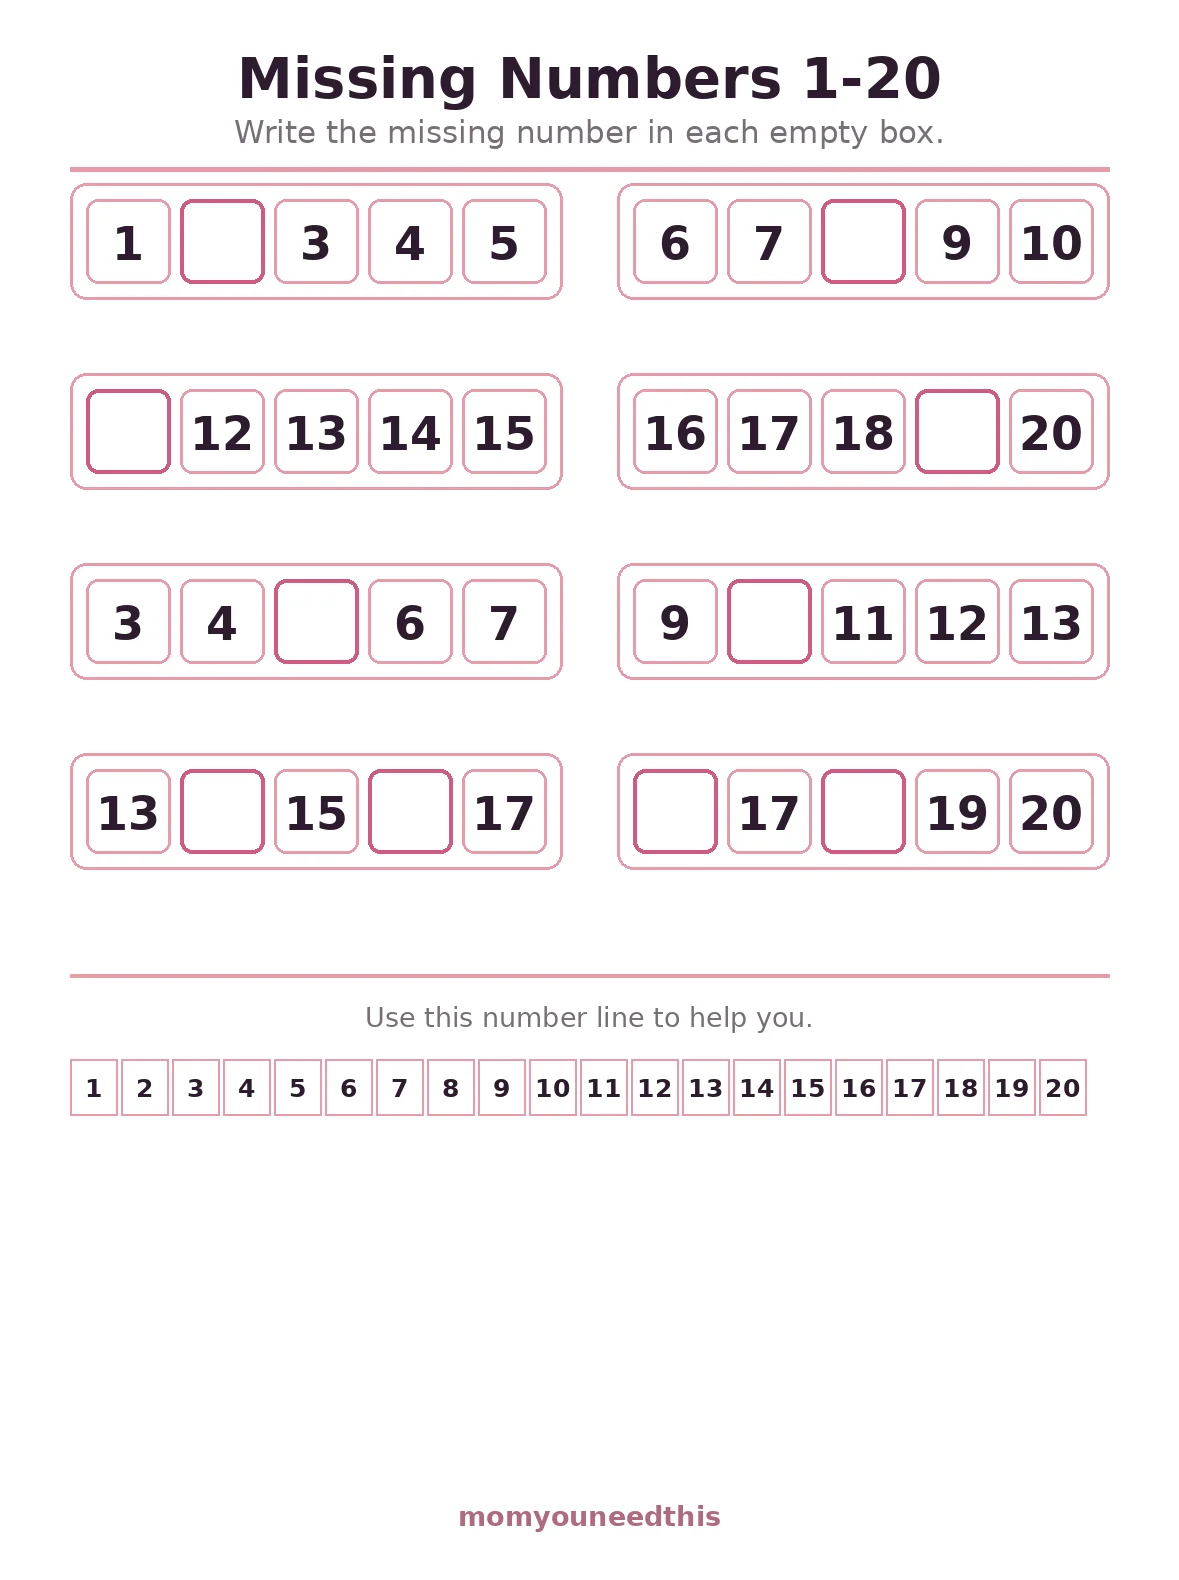 Missing Numbers 1-20
Write the missing number in each empty box.
1 3 4 5
6 7 9 10
12 13 14 15
16 17 18 20
3 4 6 7
9 11 12 13
13 15 17
17 19 20
Use this number line to help you.
1 2 3 4 5 6 7 8 9 10 11 12 13 14 15 16 17 18 19 20
momyouneedthis